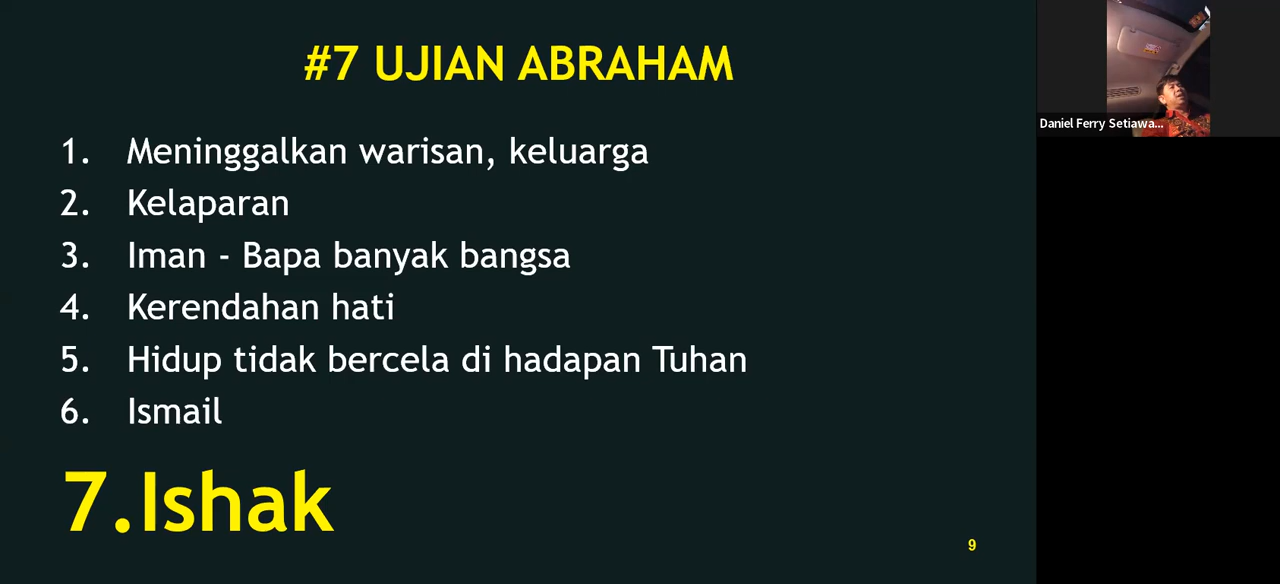 #7 UJIAN ABRAHAM
1. Meninggalkan warisan, keluarga
2. Kelaparan
3. Iman - Bapa banyak bangsa
4. Kerendahan hati
5. Hidup tidak bercela di hadapan Tuhan
6. Ismail
7.Ishak
9
Daniel Ferry Setiawa...